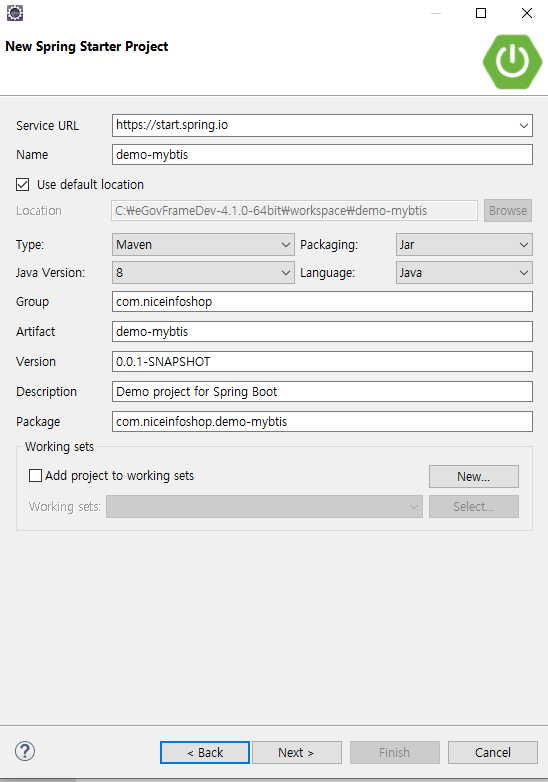 New Spring Starter Project
Service URL https://start.spring.io
Name demo-mybtis
Use default location
Location C:₩eGovFrameDev-4.1.0-64bit₩workspace₩demo-mybtis Browse
Type: Maven Packaging: Jar
Java Version: 8 Language: Java
Group com.niceinfoshop
Artifact demo-mybtis
Version 0.0.1-SNAPSHOT
Description Demo project for Spring Boot
Package com.niceinfoshop.demo-mybtis
Working sets
Add project to working sets New...
Working sets: Select...
? < Back Next > Finish Cancel